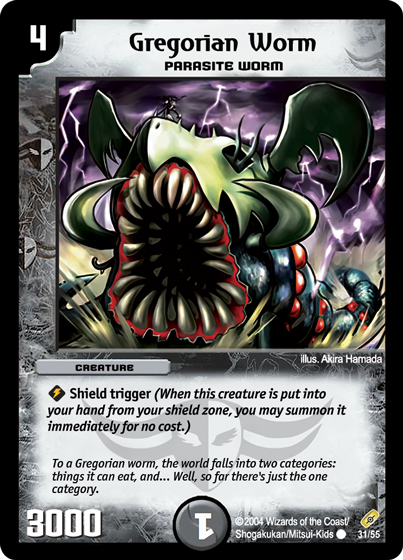 4
Gregorian Worm
PARASITE WORM
illus. Akira Hamada
CREATURE
Shield trigger (When this creature is put into
your hand from your shield zone, you may summon it
immediately for no cost.)
To a Gregorian worm, the world falls into two categories:
things it can eat, and... Well, so far there's just the one
category.
3000
1
©2004 Wizards of the Coast/
Shogakukan/Mitsui-Kids
31/55